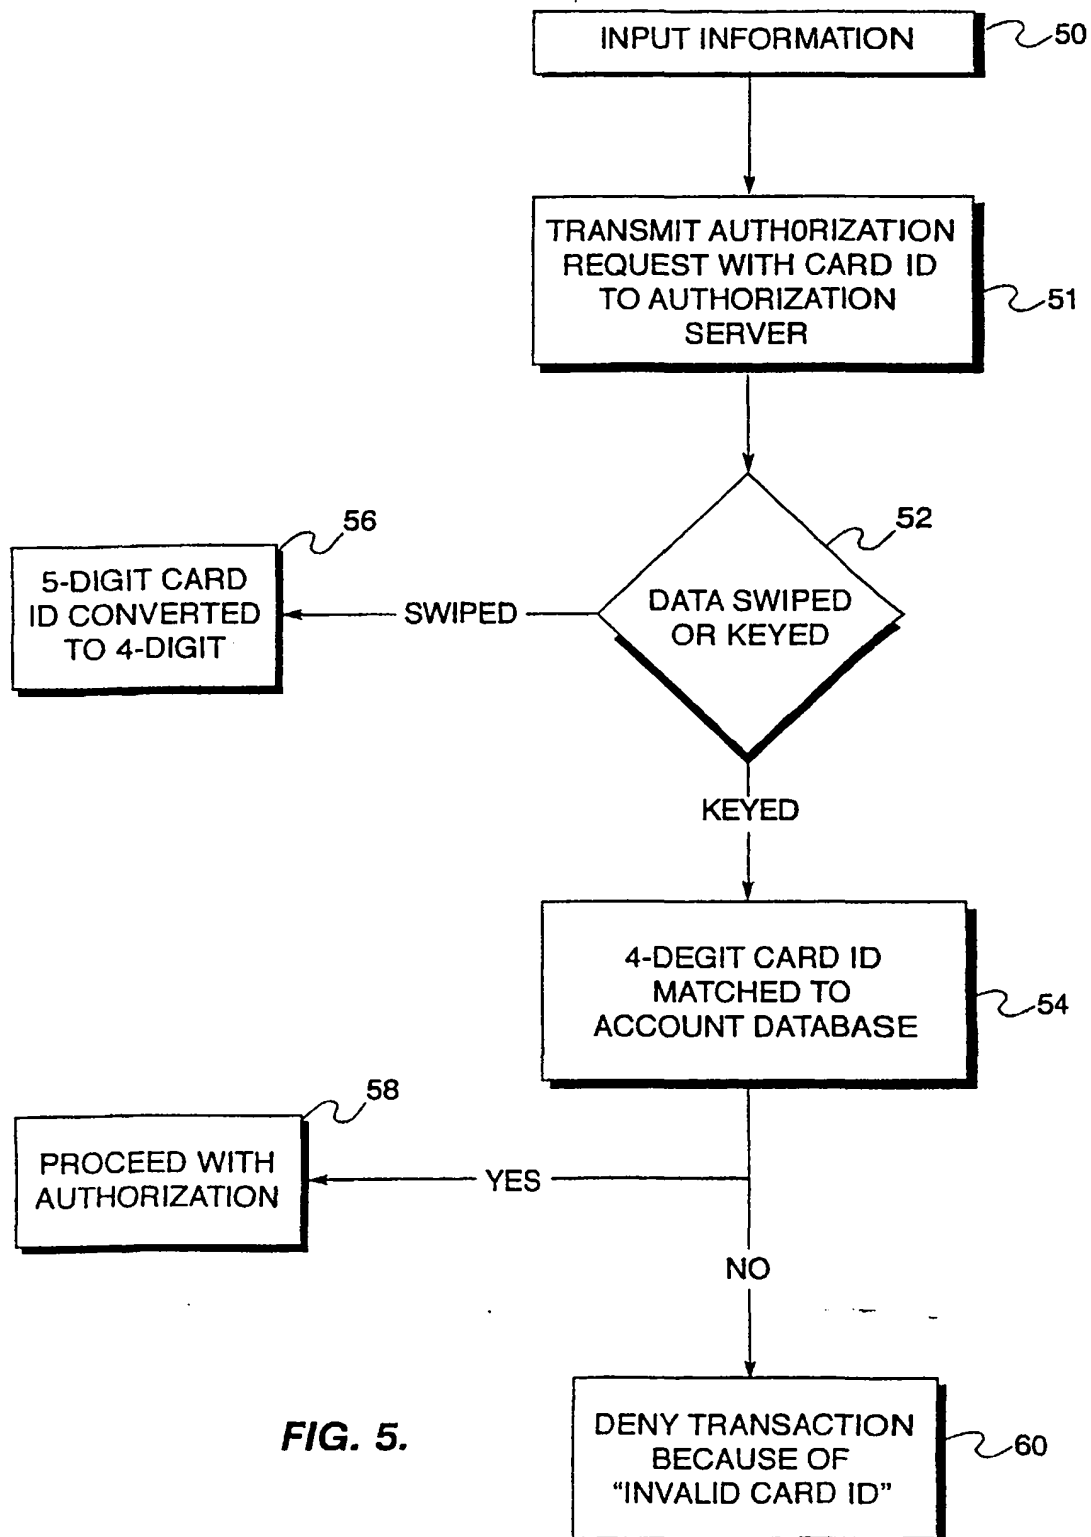 INPUT INFORMATION
50
TRANSMIT AUTHORIZATION
REQUEST WITH CARD ID
TO AUTHORIZATION
SERVER
51
52
DATA SWIPED
OR KEYED
SWIPED
56
5-DIGIT CARD
ID CONVERTED
TO 4-DIGIT
KEYED
4-DEGIT CARD ID
MATCHED TO
ACCOUNT DATABASE
54
58
PROCEED WITH
AUTHORIZATION
YES
NO
DENY TRANSACTION
BECAUSE OF
“INVALID CARD ID”
60
FIG. 5.